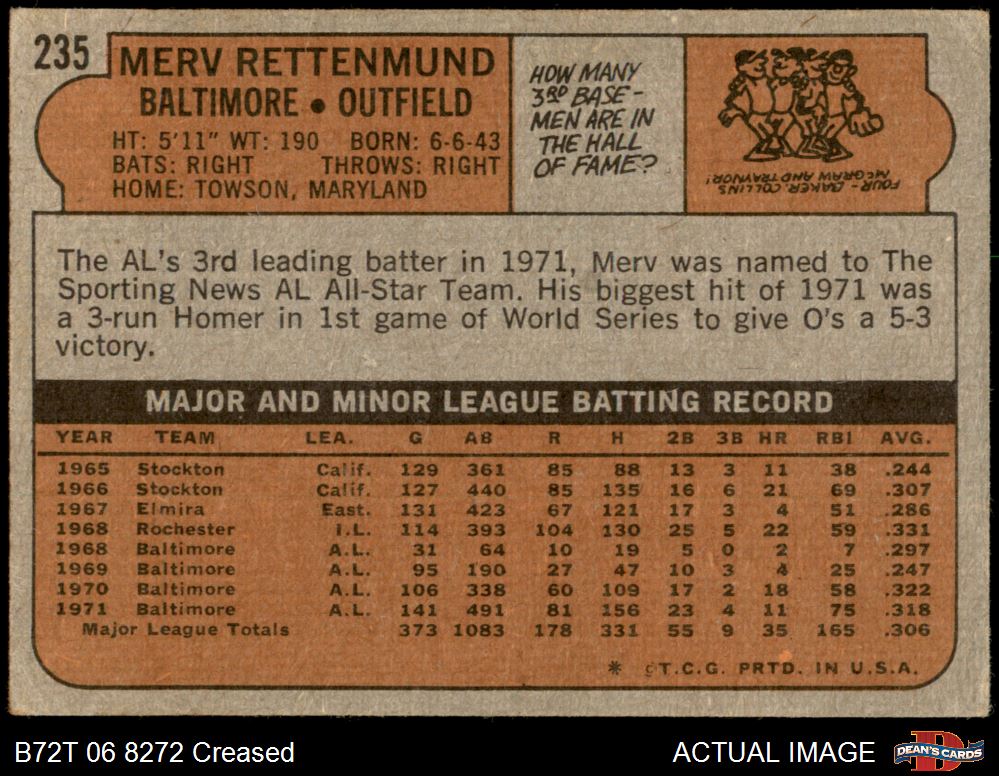 235
MERV RETTENMUND
BALTIMORE • OUTFIELD
HT: 5'11" WT: 190 BORN: 6-6-43
BATS: RIGHT THROWS: RIGHT
HOME: TOWSON, MARYLAND
HOW MANY
3RD BASE-
MEN ARE IN
THE HALL
OF FAME?
FOUR - BAKER, COLLINS
McGRAW AND TRAYNOR!
The AL's 3rd leading batter in 1971, Merv was named to The
Sporting News AL All-Star Team. His biggest hit of 1971 was
a 3-run Homer in 1st game of World Series to give O's a 5-3
victory.
MAJOR AND MINOR LEAGUE BATTING RECORD
YEAR TEAM LEA. G AB R H 2B 3B HR RBI AVG.
1965 Stockton Calif. 129 361 85 88 13 3 11 38 .244
1966 Stockton Calif. 127 440 85 135 16 6 21 69 .307
1967 Elmira East. 131 423 67 121 17 3 4 51 .286
1968 Rochester I.L. 114 393 104 130 25 5 22 59 .331
1968 Baltimore A.L. 31 64 10 19 5 0 2 7 .297
1969 Baltimore A.L. 95 190 27 47 10 3 4 25 .247
1970 Baltimore A.L. 106 338 60 109 17 2 18 58 .322
1971 Baltimore A.L. 141 491 81 156 23 4 11 75 .318
Major League Totals 373 1083 178 331 55 9 35 165 .306
* ©T.C.G. PRTD. IN U.S.A.
B72T 06 8272 Creased
ACTUAL IMAGE
DEAN'S CARDS